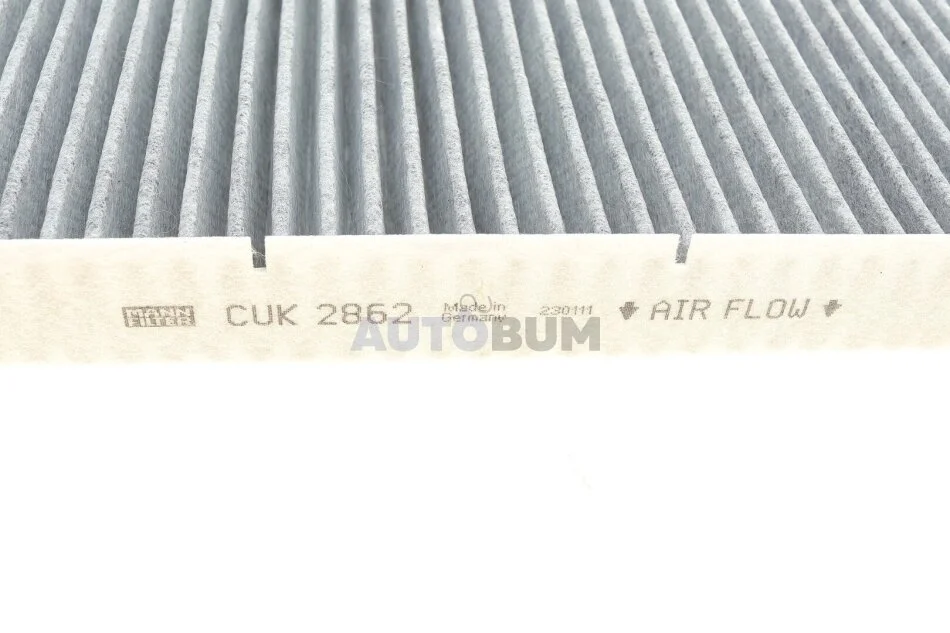 MANN
FILTER
CUK 2862
Made in
Germany
230111
AIR FLOW
AUTOBUM